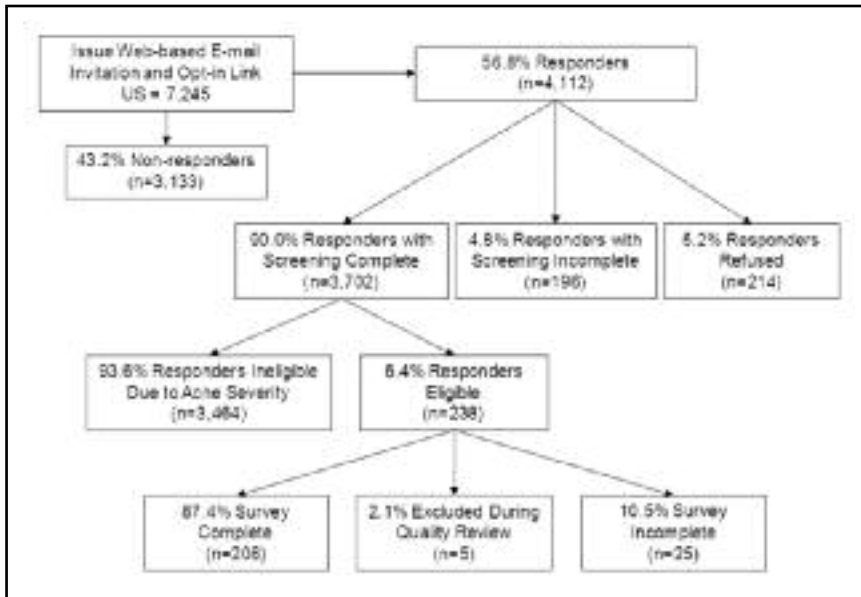 Issue Web-based E-mail
Invitation and Opt-in Link
US = 7,245
56.8% Responders
(n=4,112)
43.2% Non-responders
(n=3,133)
90.0% Responders with
Screening Complete
(n=3,702)
4.8% Responders with
Screening Incomplete
(n=196)
5.2% Responders
Refused
(n=214)
93.6% Responders Ineligible
Due to Acne Severity
(n=3,464)
6.4% Responders
Eligible
(n=238)
87.4% Survey
Complete
(n=208)
2.1% Excluded During
Quality Review
(n=5)
10.5% Survey
Incomplete
(n=25)